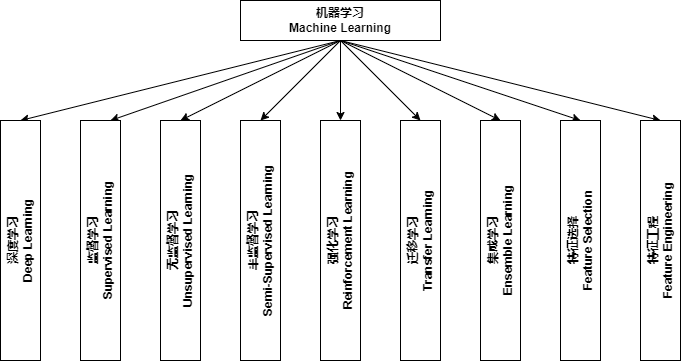 机器学习
Machine Learning
深度学习
Deep Learning
监督学习
Supervised Learning
无监督学习
Unsupervised Learning
半监督学习
Semi-Supervised Learning
强化学习
Reinforcement Learning
迁移学习
Transfer Learning
集成学习
Ensemble Learning
特征选择
Feature Selection
特征工程
Feature Engineering